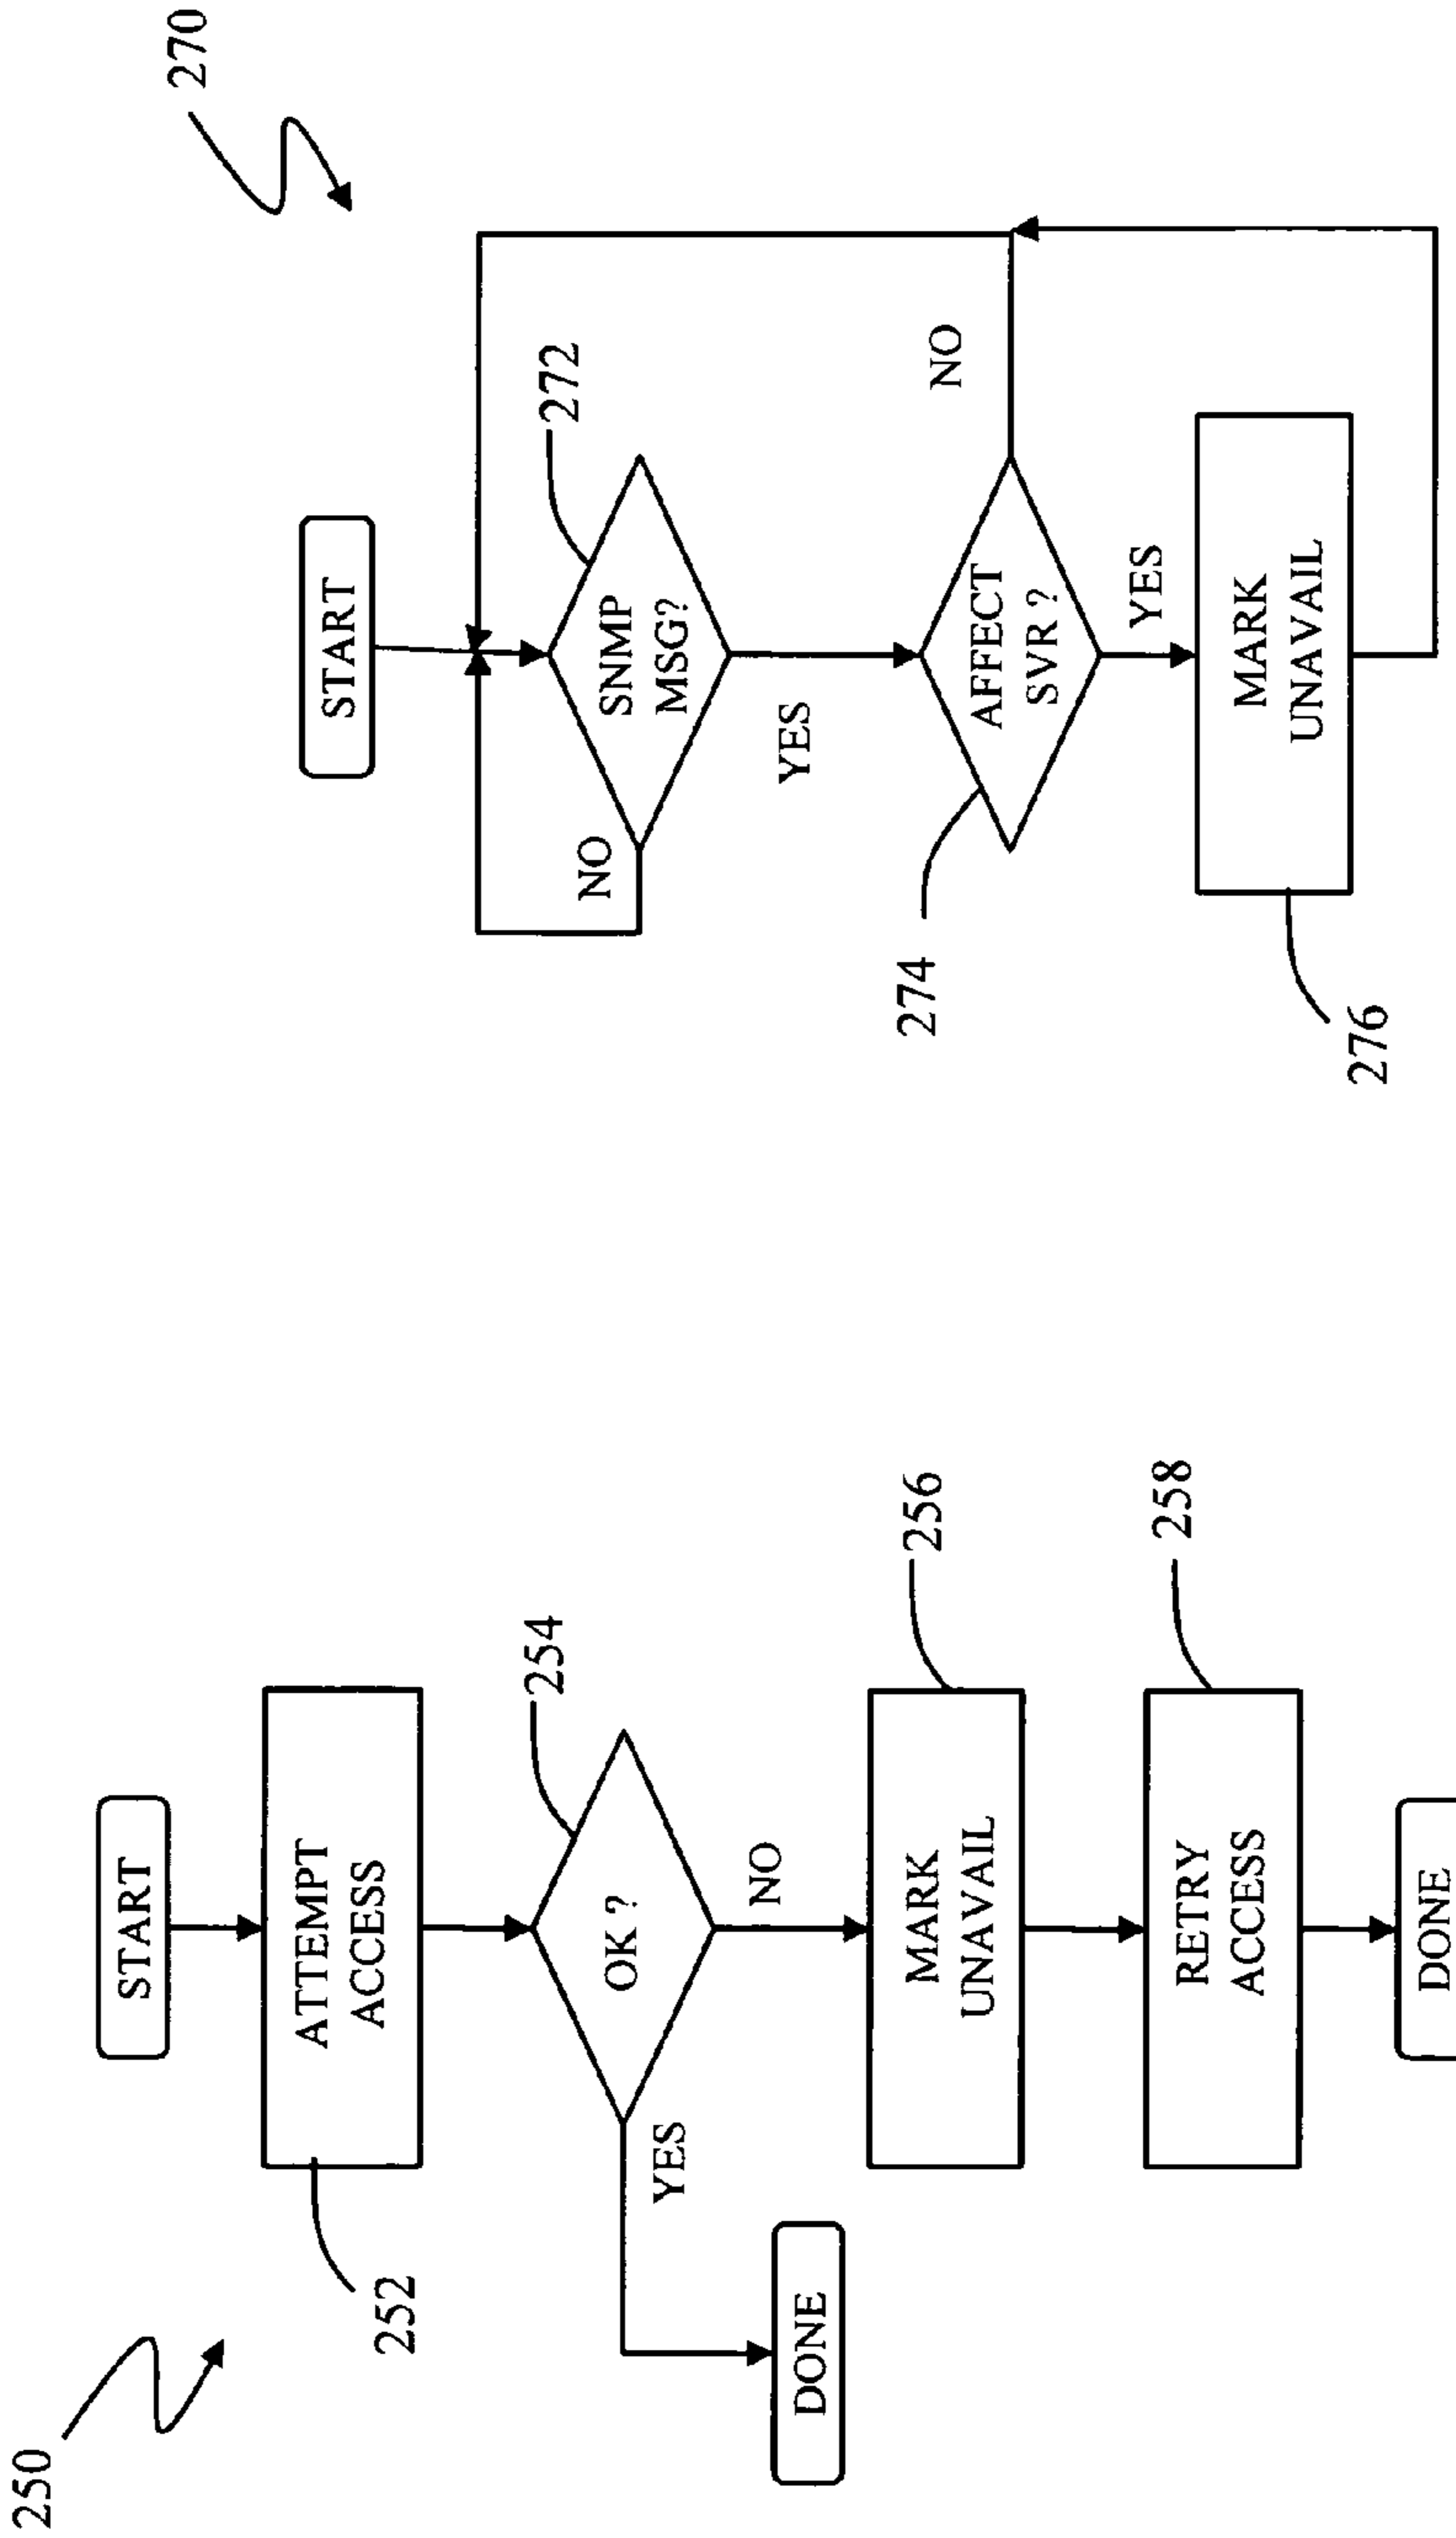 250
START
252
ATTEMPT
ACCESS
254
OK ?
YES
NO
DONE
256
MARK
UNAVAIL
258
RETRY
ACCESS
DONE
270
START
272
SNMP
MSG?
NO
YES
274
AFFECT
SVR ?
NO
YES
276
MARK
UNAVAIL